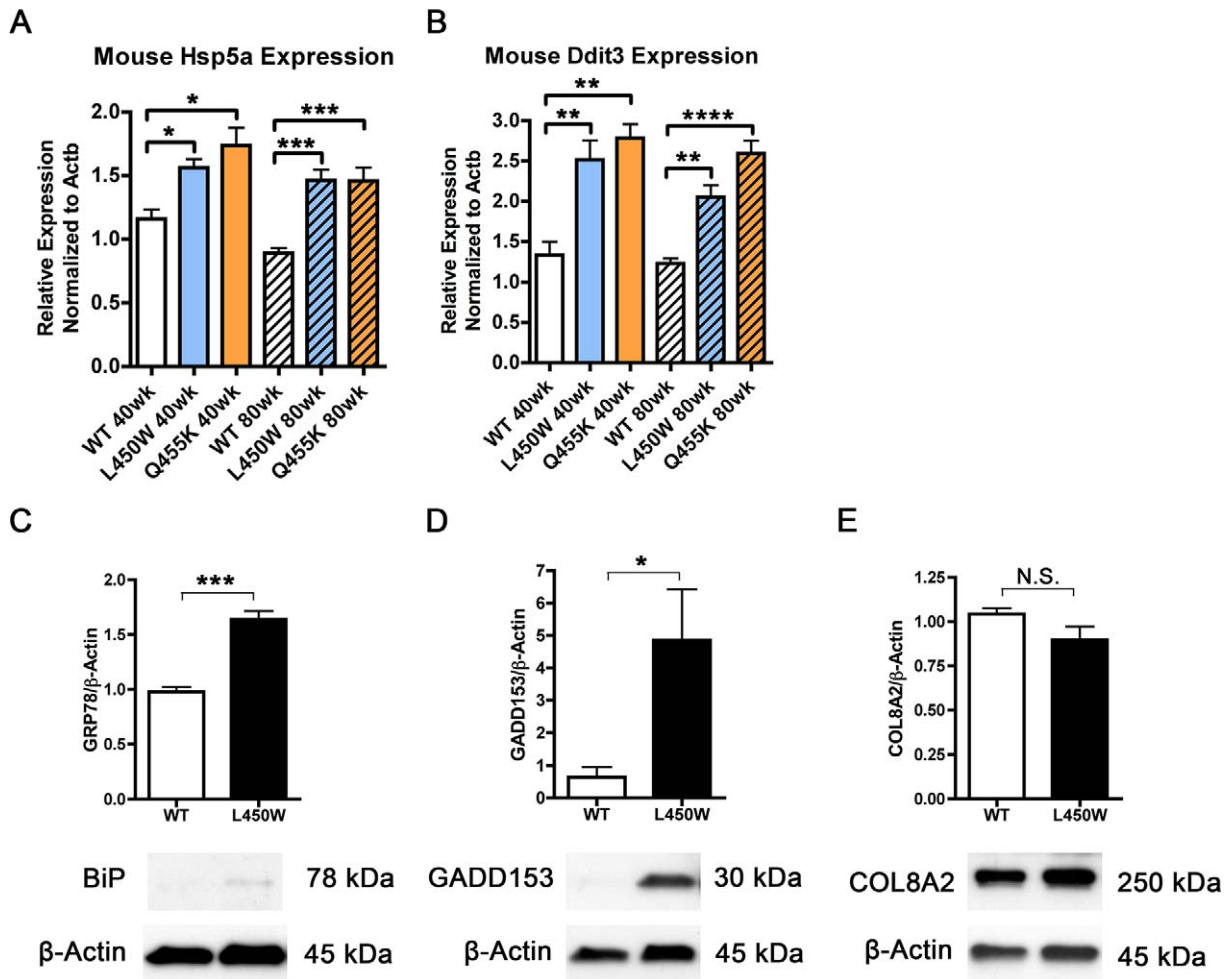 A
B
Mouse Hsp5a Expression
Mouse Ddit3 Expression
Relative Expression
Normalized to Actb
2.0
1.5
1.0
0.5
0.0
*
*
***
***
WT 40wk
L450W 40wk
Q455K 40wk
WT 80wk
L450W 80wk
Q455K 80wk
Relative Expression
Normalized to Actb
3.0
2.5
2.0
1.5
1.0
0.5
0.0
**
**
****
**
WT 40wk
L450W 40wk
Q455K 40wk
WT 80wk
L450W 80wk
Q455K 80wk
C
D
E
GRP78/β-Actin
2.0
1.5
1.0
0.5
0.0
***
WT
L450W
BiP
78 kDa
β-Actin
45 kDa
GADD153/β-Actin
7
6
5
4
3
2
1
0
*
WT
L450W
GADD153
30 kDa
β-Actin
45 kDa
COL8A2/β-Actin
1.25
1.00
0.75
0.50
0.25
0.00
N.S.
WT
L450W
COL8A2
250 kDa
β-Actin
45 kDa